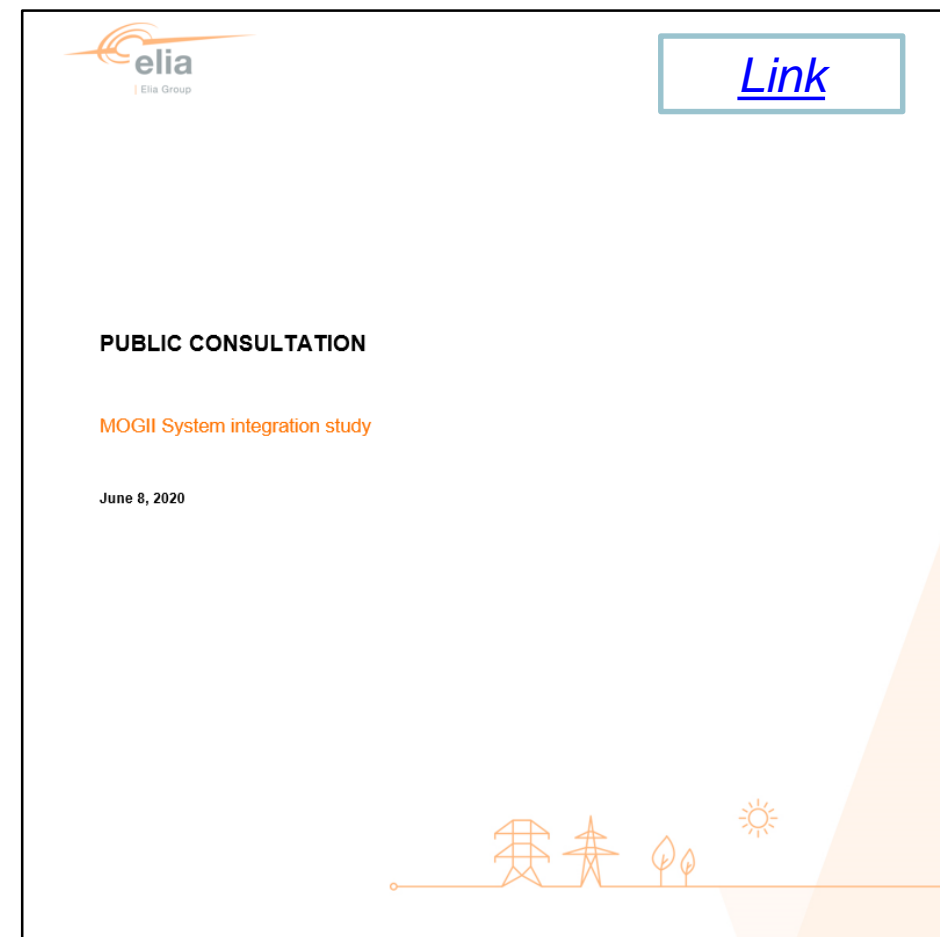 elia
| Elia Group
Link
PUBLIC CONSULTATION
MOGII System integration study
June 8, 2020